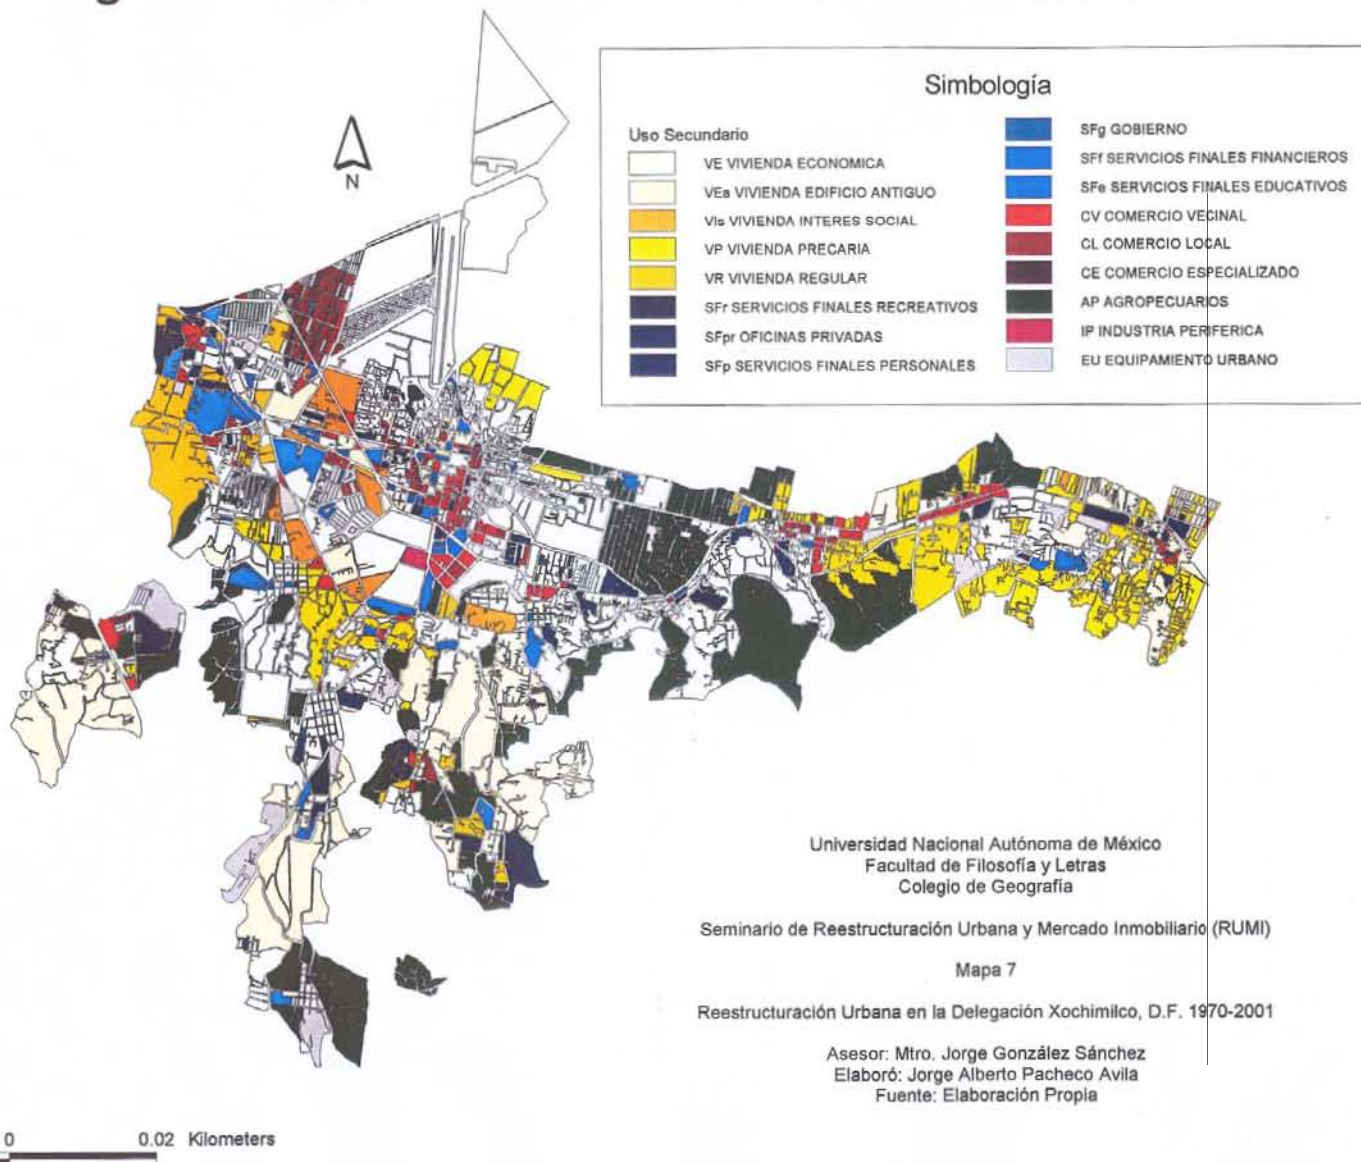 Simbología
Uso Secundario
VE VIVIENDA ECONOMICA
VEa VIVIENDA EDIFICIO ANTIGUO
VIs VIVIENDA INTERES SOCIAL
VP VIVIENDA PRECARIA
VR VIVIENDA REGULAR
SFr SERVICIOS FINALES RECREATIVOS
SFpr OFICINAS PRIVADAS
SFp SERVICIOS FINALES PERSONALES
SFg GOBIERNO
SFf SERVICIOS FINALES FINANCIEROS
SFe SERVICIOS FINALES EDUCATIVOS
CV COMERCIO VECINAL
CL COMERCIO LOCAL
CE COMERCIO ESPECIALIZADO
AP AGROPECUARIOS
IP INDUSTRIA PERIFERICA
EU EQUIPAMIENTO URBANO
N
Universidad Nacional Autónoma de México
Facultad de Filosofía y Letras
Colegio de Geografía
Seminario de Reestructuración Urbana y Mercado Inmobiliario (RUMI)
Mapa 7
Reestructuración Urbana en la Delegación Xochimilco, D.F. 1970-2001
Asesor: Mtro. Jorge González Sánchez
Elaboró: Jorge Alberto Pacheco Avila
Fuente: Elaboración Propia
0 0.02 Kilometers